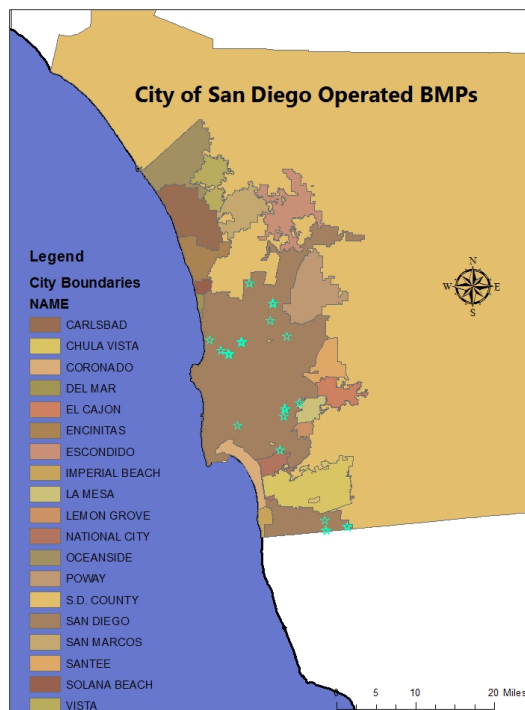 City of San Diego Operated BMPs
Legend
City Boundaries
NAME
CARLSBAD
CHULA VISTA
CORONADO
DEL MAR
EL CAJON
ENCINITAS
ESCONDIDO
IMPERIAL BEACH
LA MESA
LEMON GROVE
NATIONAL CITY
OCEANSIDE
POWAY
S.D. COUNTY
SAN DIEGO
SAN MARCOS
SANTEE
SOLANA BEACH
VISTA
N
W E
S
0 5 10 20 Miles